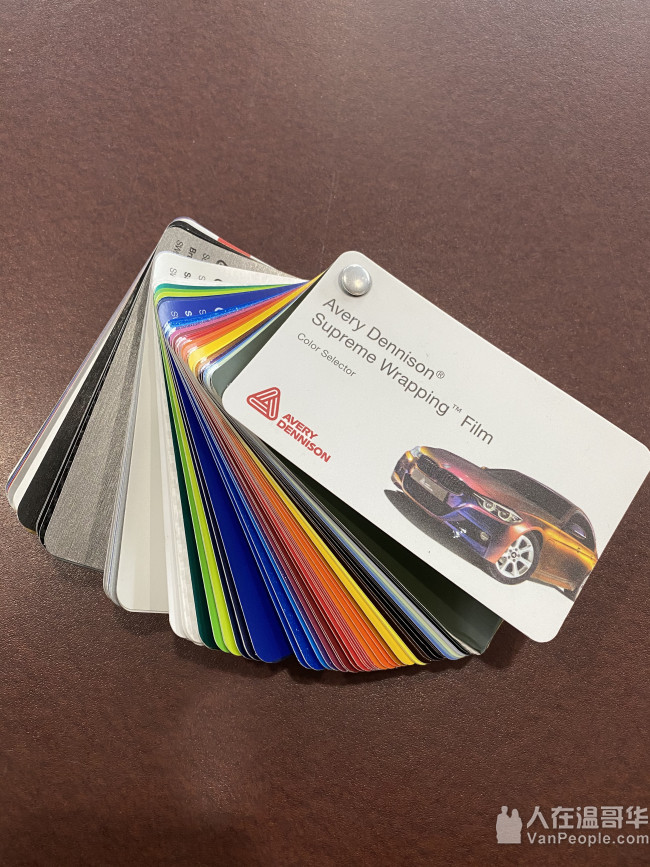 Avery Dennison®
Supreme Wrapping™ Film
Color Selector
AVERY
DENNISON
人在温哥华
VanPeople.com